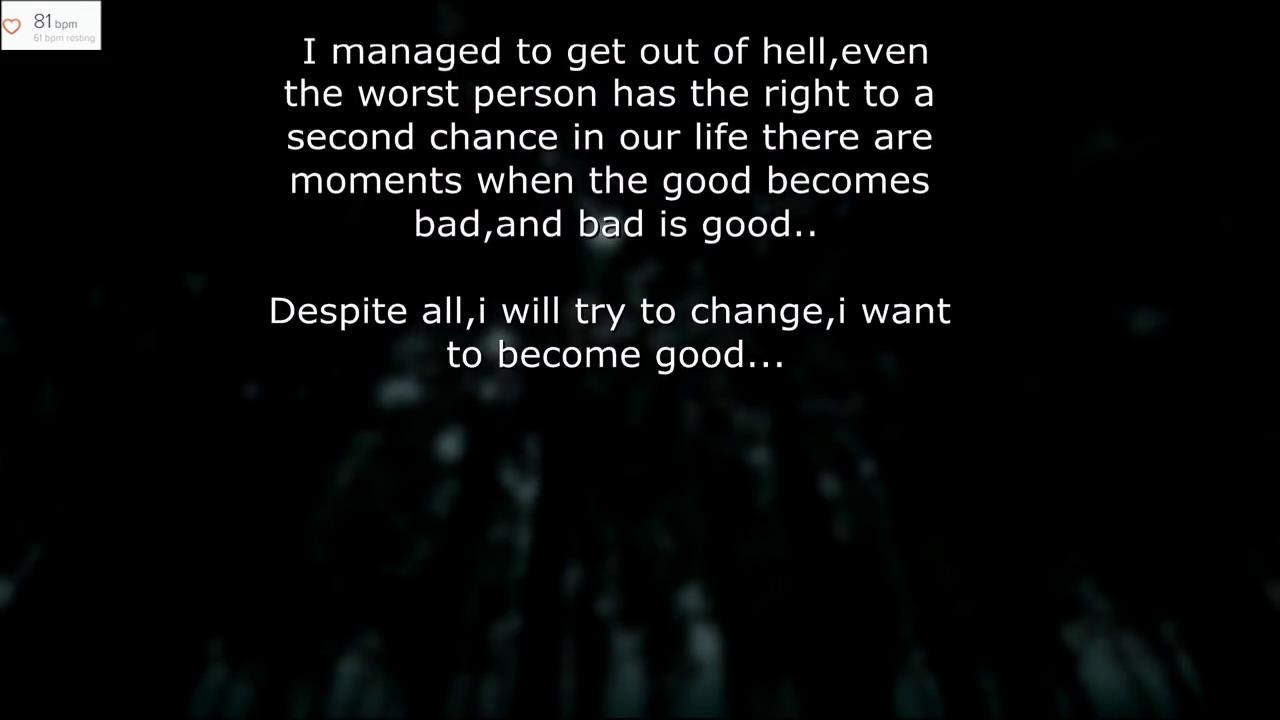 81 bpm
61 bpm resting
I managed to get out of hell,even
the worst person has the right to a
second chance in our life there are
moments when the good becomes
bad,and bad is good..
Despite all,i will try to change,i want
to become good...